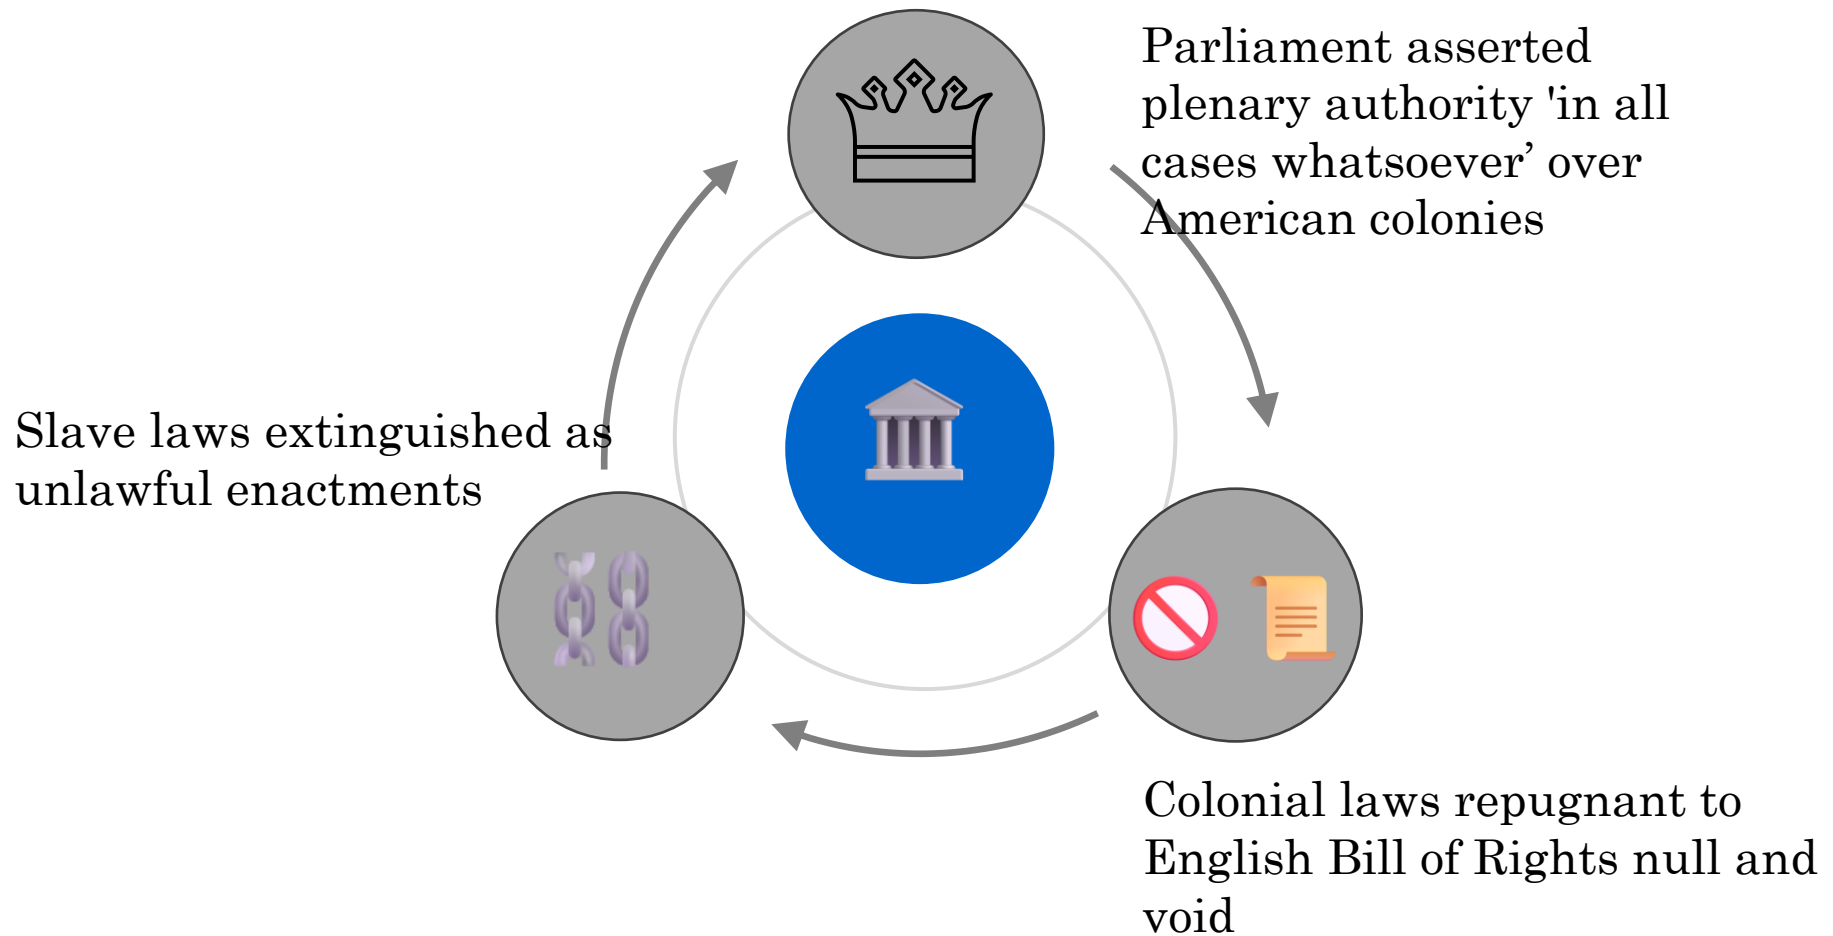 Parliament asserted
plenary authority 'in all
cases whatsoever’ over
American colonies
Slave laws extinguished as
unlawful enactments
Colonial laws repugnant to
English Bill of Rights null and
void